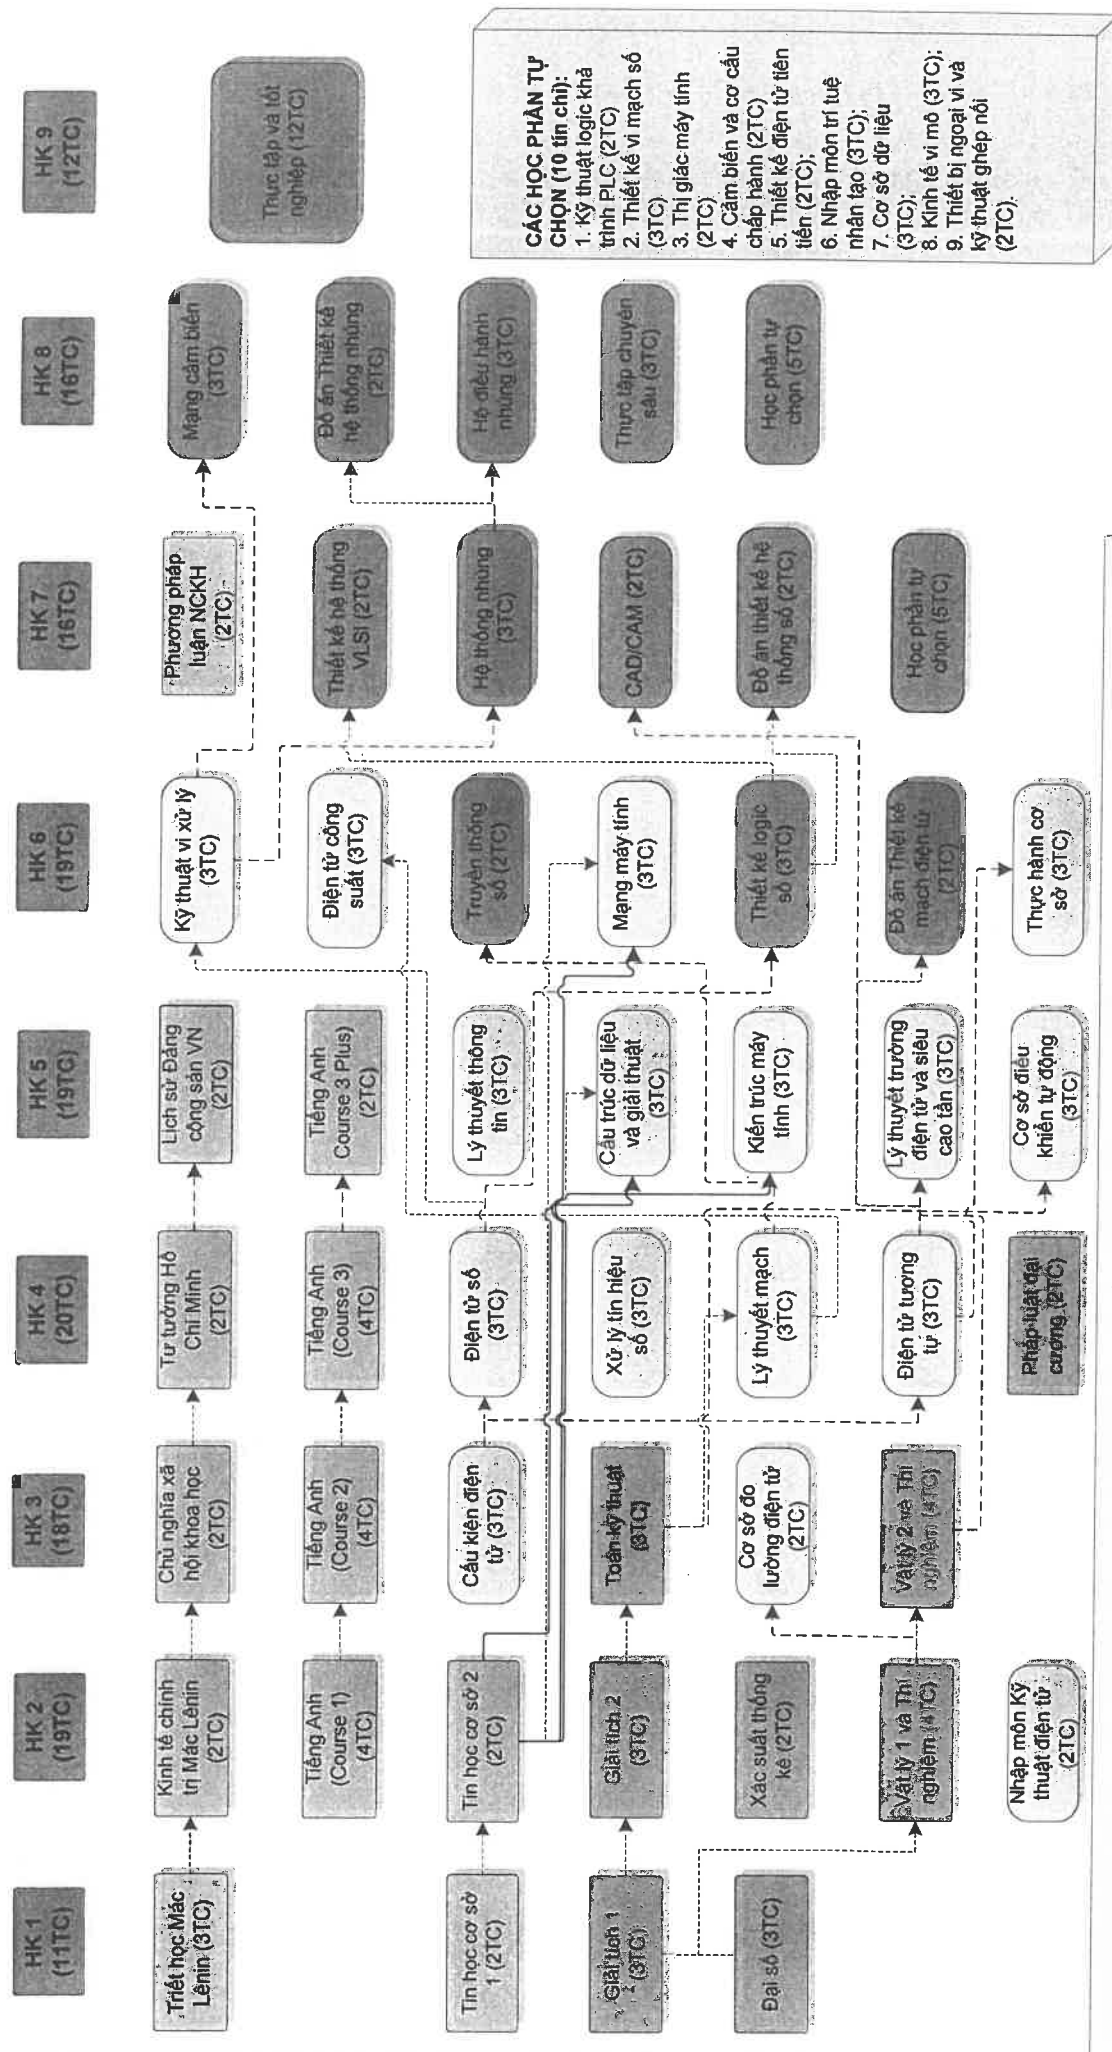 HK 1
(11TC)
Triết học Mác
Lênin (3TC)
Tin học cơ sở
1 (2TC)
Giải tích 1
(3TC)
Đại số (3TC)
HK 2
(19TC)
Kinh tế chính
trị Mác Lênin
(2TC)
Tiếng Anh
(Course 1)
(4TC)
Tin học cơ sở 2
(2TC)
Giải tích 2
(3TC)
Xác suất thống
kê (2TC)
Vật lý 1 và Thí
nghiệm (4TC)
Nhập môn Kỹ
thuật điện tử
(2TC)
HK 3
(18TC)
Chủ nghĩa xã
hội khoa học
(2TC)
Tiếng Anh
(Course 2)
(4TC)
Cấu kiện điện
tử (3TC)
Toán kỹ thuật
(3TC)
Cơ sở đo
lường điện tử
(2TC)
Vật lý 2 và Thí
nghiệm (4TC)
HK 4
(20TC)
Tư tưởng Hồ
Chí Minh
(2TC)
Tiếng Anh
(Course 3)
(4TC)
Điện tử số
(3TC)
Xử lý tín hiệu
số (3TC)
Lý thuyết mạch
(3TC)
Điện tử tương
tự (3TC)
Pháp luật đại
cương (2TC)
HK 5
(19TC)
Lịch sử Đảng
cộng sản VN
(2TC)
Tiếng Anh
Course 3 Plus)
(2TC)
Lý thuyết thông
tin (3TC)
Cấu trúc dữ liệu
và giải thuật
(3TC)
Kiến trúc máy
tính (3TC)
Lý thuyết trường
điện từ và siêu
cao tần (3TC)
Cơ sở điều
khiển tự động
(3TC)
HK 6
(19TC)
Kỹ thuật vi xử lý
(3TC)
Điện tử công
suất (3TC)
Truyền thông
số (2TC)
Mạng máy tính
(3TC)
Thiết kế logic
số (3TC)
Đồ án Thiết kế
mạch điện tử
(2TC)
Thực hành cơ
sở (3TC)
HK 7
(16TC)
Phương pháp
luận NCKH
(2TC)
Thiết kế hệ thống
VLSI (2TC)
Hệ thống nhúng
(3TC)
CAD/CAM (2TC)
Đồ án thiết kế hệ
thống số (2TC)
Học phần tự
chọn (5TC)
HK 8
(16TC)
Mạng cảm biến
(3TC)
Đồ án Thiết kế
hệ thống nhúng
(2TC)
Hệ điều hành
nhúng (3TC)
Thực tập chuyên
sâu (3TC)
Học phần tự
chọn (5TC)
HK 9
(12TC)
Thực tập và tốt
nghiệp (12TC)
CÁC HỌC PHẦN TỰ
CHỌN (10 tín chỉ):
1. Kỹ thuật logic khả
trình PLC (2TC)
2. Thiết kế vi mạch số
(3TC)
3. Thị giác máy tính
(2TC)
4. Cảm biến và cơ cấu
chấp hành (2TC)
5. Thiết kế điện tử tiên
tiến (2TC);
6. Nhập môn trí tuệ
nhân tạo (3TC);
7. Cơ sở dữ liệu
(3TC);
8. Kinh tế vi mô (3TC);
9. Thiết bị ngoại vi và
kỹ thuật ghép nối
(2TC).